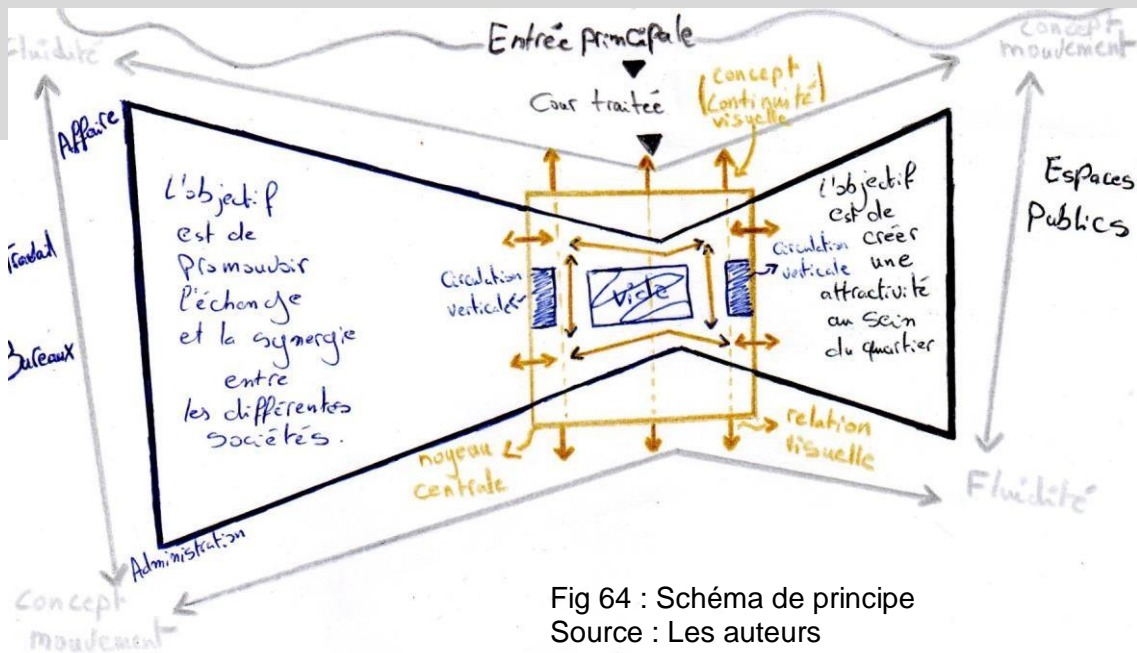 Entrée principale
Fluidité
concept
mouvement
Cour traitée
(concept
continuité)
visuelle
Affaire
Travail
Bureaux
Administration
L'objectif
est de
Promouvoir
l'échange
et la synergie
entre
les différentes
sociétés.
Circulation
verticale
vide
Circulation
verticale
L'objectif
est de
créer
une
attractivité
au sein
du quartier
Espaces
Publics
noyeau
centrale
relation
visuelle
Fluidité
concept
mouvement
Fig 64 : Schéma de principe
Source : Les auteurs